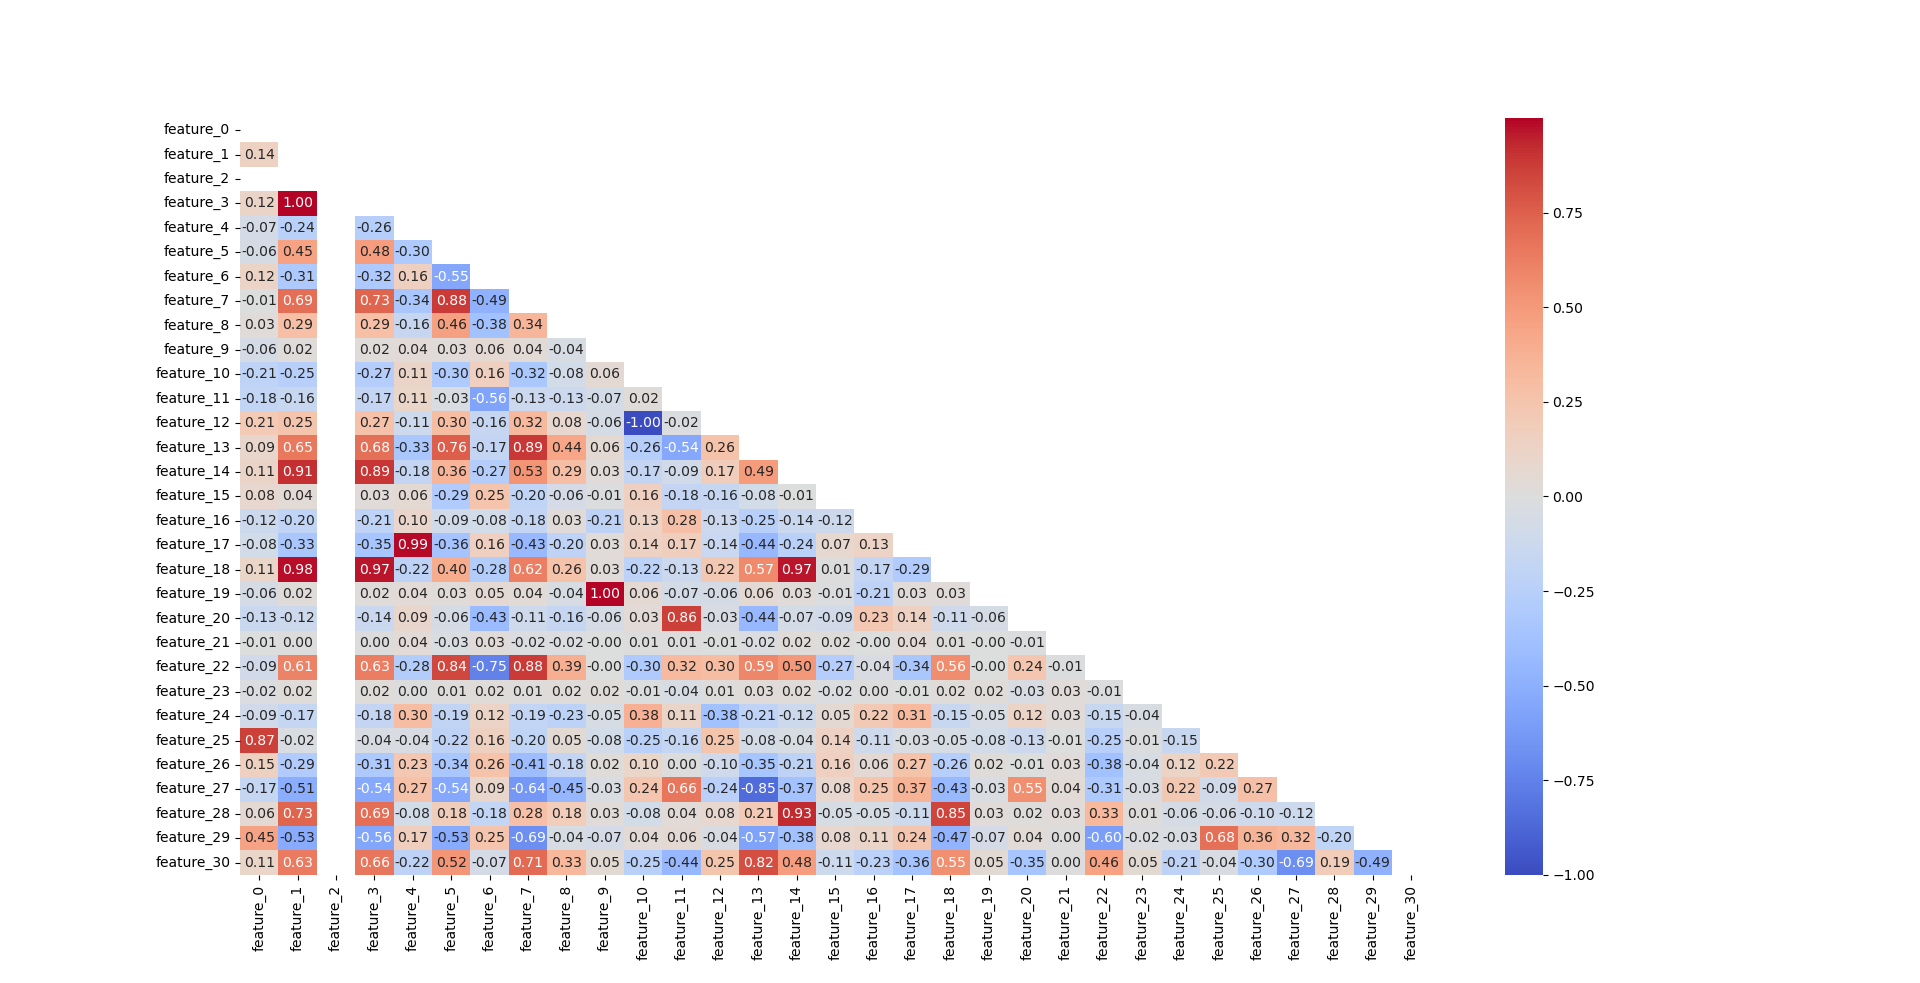 feature_0
feature_1 0.14
feature_2
feature_3 0.12 1.00
feature_4 -0.07 -0.24 -0.26
feature_5 -0.06 0.45 0.48 -0.30
feature_6 0.12 -0.31 -0.32 0.16 -0.55
feature_7 -0.01 0.69 0.73 -0.34 0.88 -0.49
feature_8 0.03 0.29 0.29 -0.16 0.46 -0.38 0.34
feature_9 -0.06 0.02 0.02 0.04 0.03 0.06 0.04 -0.04
feature_10 -0.21 -0.25 -0.27 0.11 -0.30 0.16 -0.32 -0.08 0.06
feature_11 -0.18 -0.16 -0.17 0.11 -0.03 -0.56 -0.13 -0.13 -0.07 0.02
feature_12 0.21 0.25 0.27 -0.11 0.30 -0.16 0.32 0.08 -0.06 -1.00 -0.02
feature_13 0.09 0.65 0.68 -0.33 0.76 -0.17 0.89 0.44 0.06 -0.26 -0.54 0.26
feature_14 0.11 0.91 0.89 -0.18 0.36 -0.27 0.53 0.29 0.03 -0.17 -0.09 0.17 0.49
feature_15 0.08 0.04 0.03 0.06 -0.29 0.25 -0.20 -0.06 -0.01 0.16 -0.18 -0.16 -0.08 -0.01
feature_16 -0.12 -0.20 -0.21 0.10 -0.09 -0.08 -0.18 0.03 -0.21 0.13 0.28 -0.13 -0.25 -0.14 -0.12
feature_17 -0.08 -0.33 -0.35 0.99 -0.36 0.16 -0.43 -0.20 0.03 0.14 0.17 -0.14 -0.44 -0.24 0.07 0.13
feature_18 0.11 0.98 0.97 -0.22 0.40 -0.28 0.62 0.26 0.03 -0.22 -0.13 0.22 0.57 0.97 0.01 -0.17 -0.29
feature_19 -0.06 0.02 0.02 0.04 0.03 0.05 0.04 -0.04 1.00 0.06 -0.07 -0.06 0.06 0.03 -0.01 -0.21 0.03 0.03
feature_20 -0.13 -0.12 -0.14 0.09 -0.06 -0.43 -0.11 -0.16 -0.06 0.03 0.86 -0.03 -0.44 -0.07 -0.09 0.23 0.14 -0.11 -0.06
feature_21 -0.01 0.00 0.00 0.04 -0.03 0.03 -0.02 -0.02 -0.00 0.01 0.01 -0.01 -0.02 0.02 0.02 -0.00 0.04 0.01 -0.00 -0.01
feature_22 -0.09 0.61 0.63 -0.28 0.84 -0.75 0.88 0.39 -0.00 -0.30 0.32 0.30 0.59 0.50 -0.27 -0.04 -0.34 0.56 -0.00 0.24 -0.01
feature_23 -0.02 0.02 0.02 0.00 0.01 0.02 0.01 0.02 0.02 -0.01 -0.04 0.01 0.03 0.02 -0.02 0.00 -0.01 0.02 0.02 -0.03 0.03 -0.01
feature_24 -0.09 -0.17 -0.18 0.30 -0.19 0.12 -0.19 -0.23 -0.05 0.38 0.11 -0.38 -0.21 -0.12 0.05 0.22 0.31 -0.15 -0.05 0.12 0.03 -0.15 -0.04
feature_25 0.87 -0.02 -0.04 -0.04 -0.22 0.16 -0.20 0.05 -0.08 -0.25 -0.16 0.25 -0.08 -0.04 0.14 -0.11 -0.03 -0.05 -0.08 -0.13 -0.01 -0.25 -0.01 -0.15
feature_26 0.15 -0.29 -0.31 0.23 -0.34 0.26 -0.41 -0.18 0.02 0.10 0.00 -0.10 -0.35 -0.21 0.16 0.06 0.27 -0.26 0.02 -0.01 0.03 -0.38 -0.04 0.12 0.22
feature_27 -0.17 -0.51 -0.54 0.27 -0.54 0.09 -0.64 -0.45 -0.03 0.24 0.66 -0.24 -0.85 -0.37 0.08 0.25 0.37 -0.43 -0.03 0.55 0.04 -0.31 -0.03 0.22 -0.09 0.27
feature_28 0.06 0.73 0.69 -0.08 0.18 -0.18 0.28 0.18 0.03 -0.08 0.04 0.08 0.21 0.93 -0.05 -0.05 -0.11 0.85 0.03 0.02 0.03 0.33 0.01 -0.06 -0.06 -0.10 -0.12
feature_29 0.45 -0.53 -0.56 0.17 -0.53 0.25 -0.69 -0.04 -0.07 0.04 0.06 -0.04 -0.57 -0.38 0.08 0.11 0.24 -0.47 -0.07 0.04 0.00 -0.60 -0.02 -0.03 0.68 0.36 0.32 -0.20
feature_30 0.11 0.63 0.66 -0.22 0.52 -0.07 0.71 0.33 0.05 -0.25 -0.44 0.25 0.82 0.48 -0.11 -0.23 -0.36 0.55 0.05 -0.35 0.00 0.46 0.05 -0.21 -0.04 -0.30 -0.69 0.19 -0.49
feature_0 feature_1 feature_2 feature_3 feature_4 feature_5 feature_6 feature_7 feature_8 feature_9 feature_10 feature_11 feature_12 feature_13 feature_14 feature_15 feature_16 feature_17 feature_18 feature_19 feature_20 feature_21 feature_22 feature_23 feature_24 feature_25 feature_26 feature_27 feature_28 feature_29 feature_30
0.75
0.50
0.25
0.00
−0.25
−0.50
−0.75
−1.00